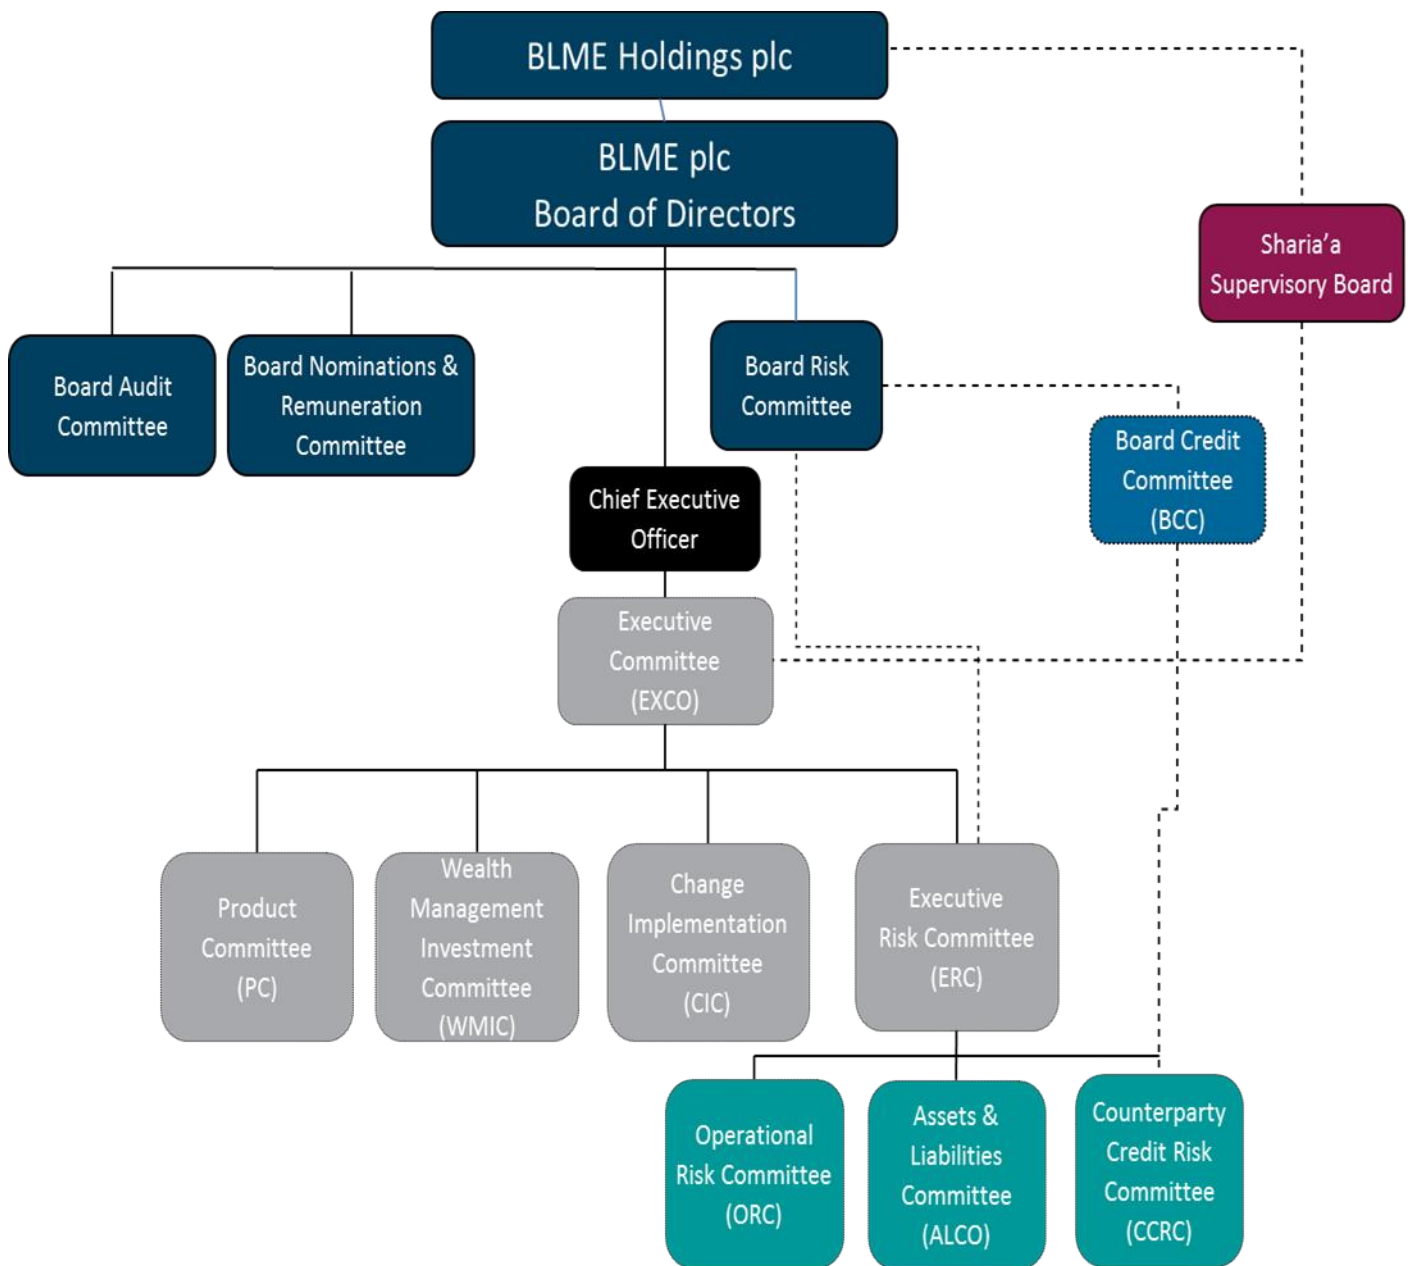 BLME Holdings plc
BLME plc
Board of Directors
Sharia’a
Supervisory Board
Board Audit
Committee
Board Nominations &
Remuneration
Committee
Board Risk
Committee
Board Credit
Committee
(BCC)
Chief Executive
Officer
Executive
Committee
(EXCO)
Product
Committee
(PC)
Wealth
Management
Investment
Committee
(WMIC)
Change
Implementation
Committee
(CIC)
Executive
Risk Committee
(ERC)
Operational
Risk Committee
(ORC)
Assets &
Liabilities
Committee
(ALCO)
Counterparty
Credit Risk
Committee
(CCRC)